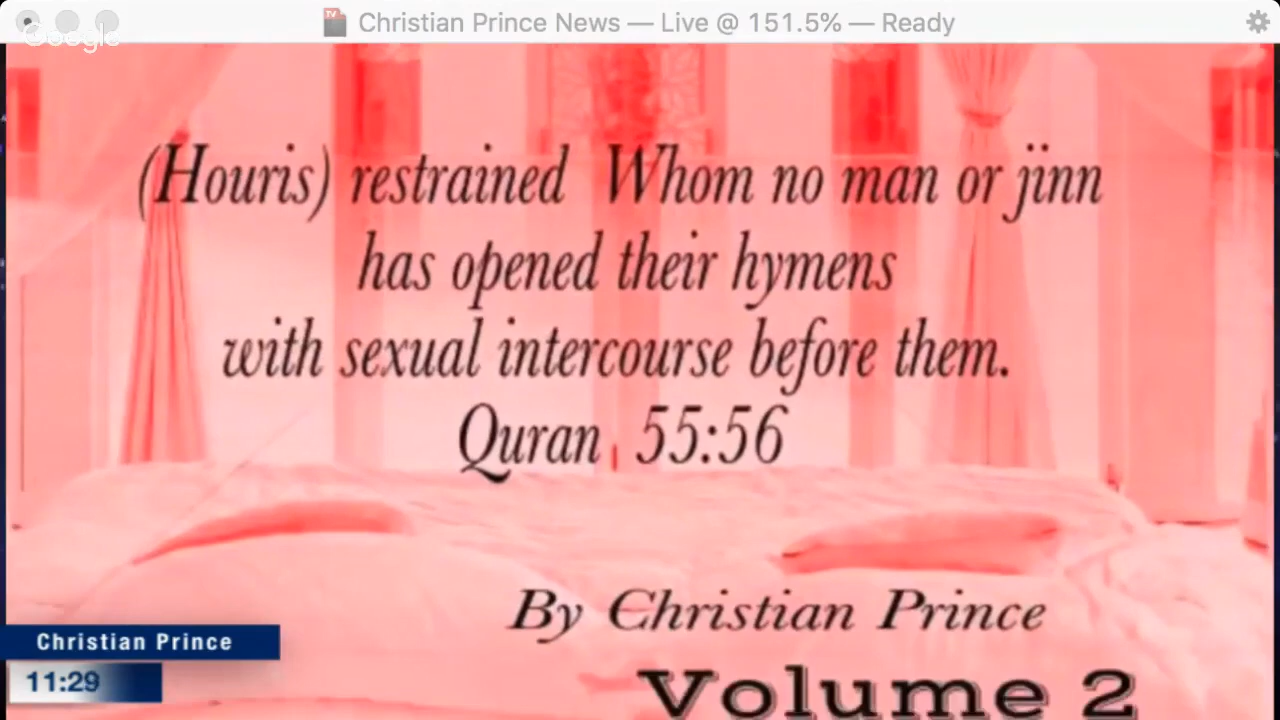 Christian Prince News — Live @ 151.5% — Ready
Google
(Houris) restrained Whom no man or jinn
has opened their hymens
with sexual intercourse before them.
Quran 55:56
By Christian Prince
Volume 2
Christian Prince
11:29